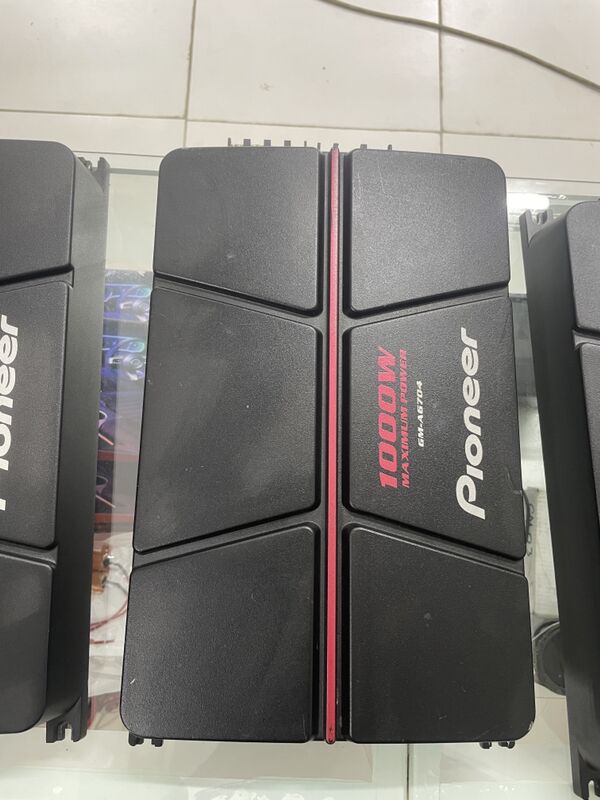 Pioneer
1000W
MAXIMUM POWER
GM-A6704
Pioneer